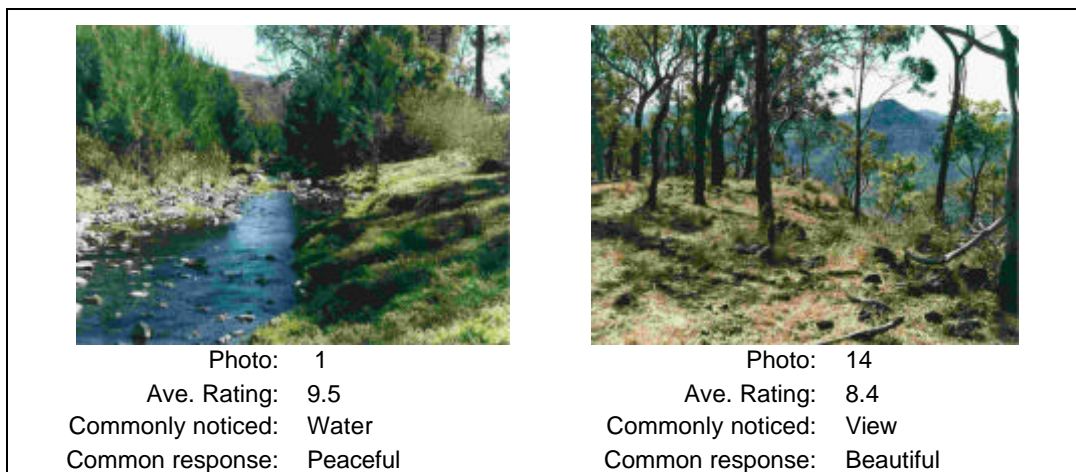 Photo: 1
Ave. Rating: 9.5
Commonly noticed: Water
Common response: Peaceful
Photo: 14
Ave. Rating: 8.4
Commonly noticed: View
Common response: Beautiful